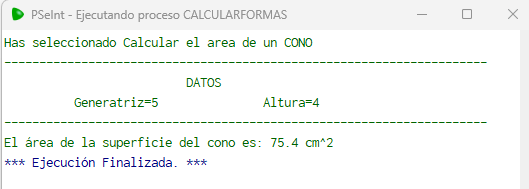 PSeInt - Ejecutando proceso CALCULARFORMAS
Has seleccionado Calcular el area de un CONO
----------------------------------------------------------------
DATOS
Generatriz=5 Altura=4
----------------------------------------------------------------
El área de la superficie del cono es: 75.4 cm^2
*** Ejecución Finalizada. ***